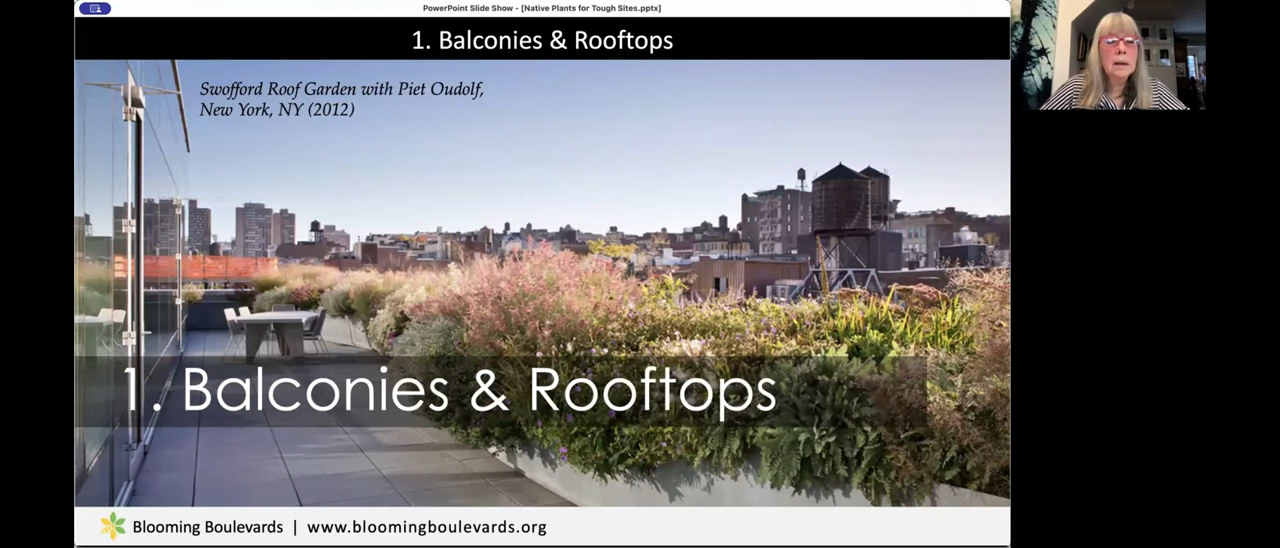 PowerPoint Slide Show - [Native Plants for Tough Sites.pptx]
1. Balconies & Rooftops
Swofford Roof Garden with Piet Oudolf,
New York, NY (2012)
1. Balconies & Rooftops
Blooming Boulevards | www.bloomingboulevards.org